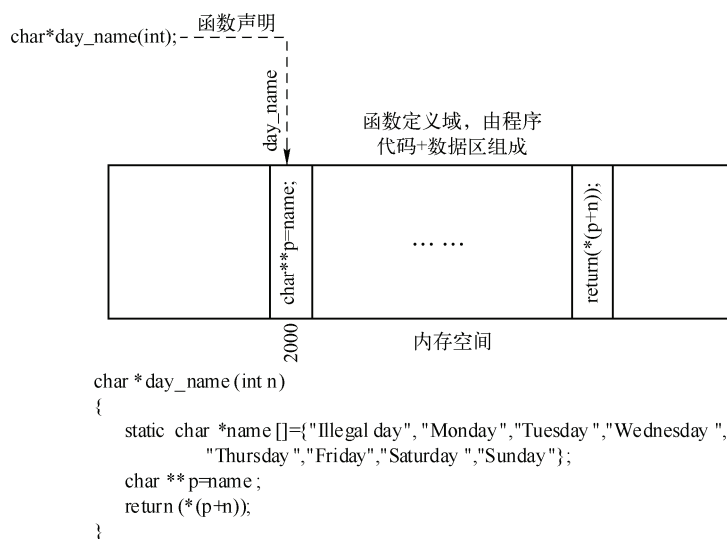 函数声明
char*day_name(int);
day_name
函数定义域，由程序
代码+数据区组成
char**p=name;
… …
return(*(p+n));
2000
内存空间
char *day_name (int n)
{
static char *name []={"Illegal day", "Monday","Tuesday","Wednesday",
"Thursday","Friday","Saturday","Sunday"};
char **p=name;
return (*(p+n));
}